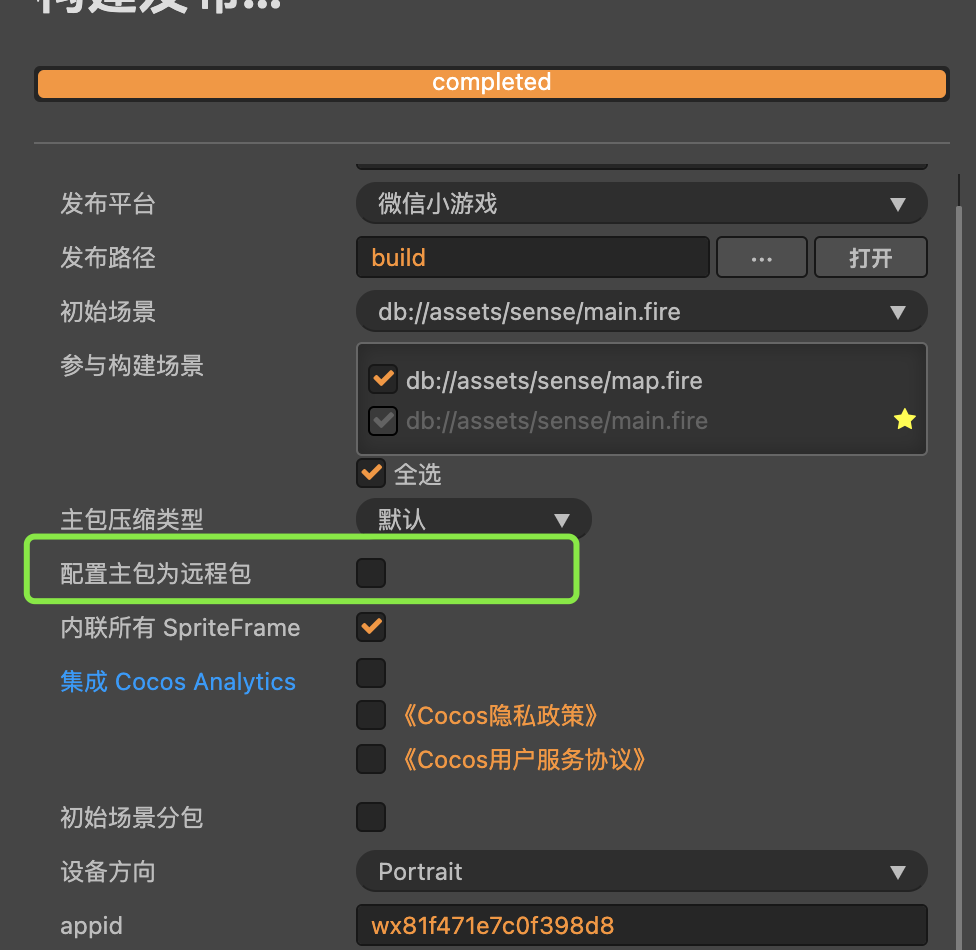 构建发布...
completed
发布平台
微信小游戏
发布路径
build
...
打开
初始场景
db://assets/sense/main.fire
参与构建场景
db://assets/sense/map.fire
db://assets/sense/main.fire
全选
主包压缩类型
默认
配置主包为远程包
内联所有 SpriteFrame
集成 Cocos Analytics
《Cocos隐私政策》
《Cocos用户服务协议》
初始场景分包
设备方向
Portrait
appid
wx81f471e7c0f398d8